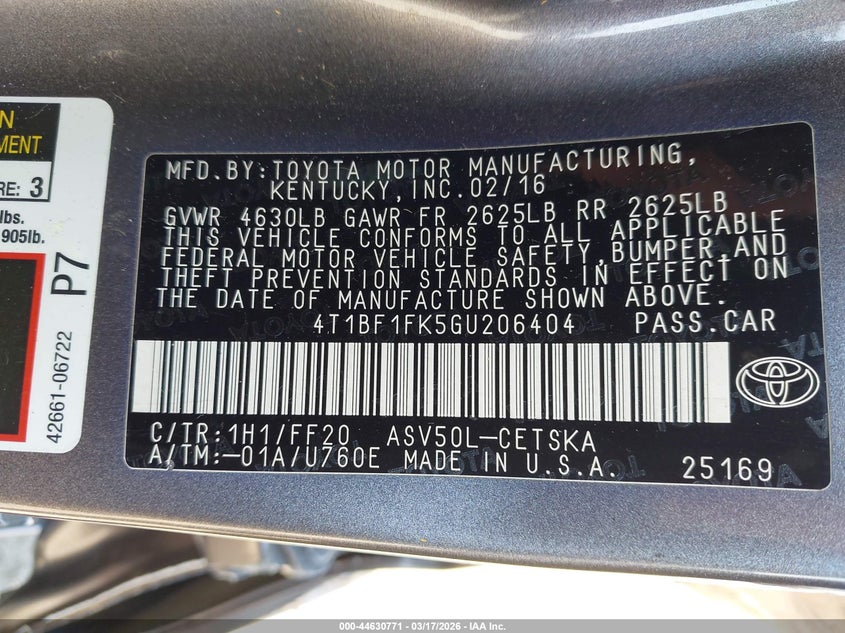 N
MENT
RE: 3
lbs.
905lb.
P7
42661-06722
MFD.BY:TOYOTA MOTOR MANUFACTURING,
KENTUCKY,INC.02/16
GVWR 4630LB GAWR FR 2625LB RR 2625LB
THIS VEHICLE CONFORMS TO ALL APPLICABLE
FEDERAL MOTOR VEHICLE SAFETY,BUMPER,AND
THEFT PREVENTION STANDARDS IN EFFECT ON
THE DATE OF MANUFACTURE SHOWN ABOVE.
4T1BF1FK5GU206404 PASS.CAR
C/TR:1H1/FF20 ASV50L-CETSKA
A/TM:-01A/U760E MADE IN U.S.A. 25169
000-44630771 - 03/17/2026 - IAA Inc.